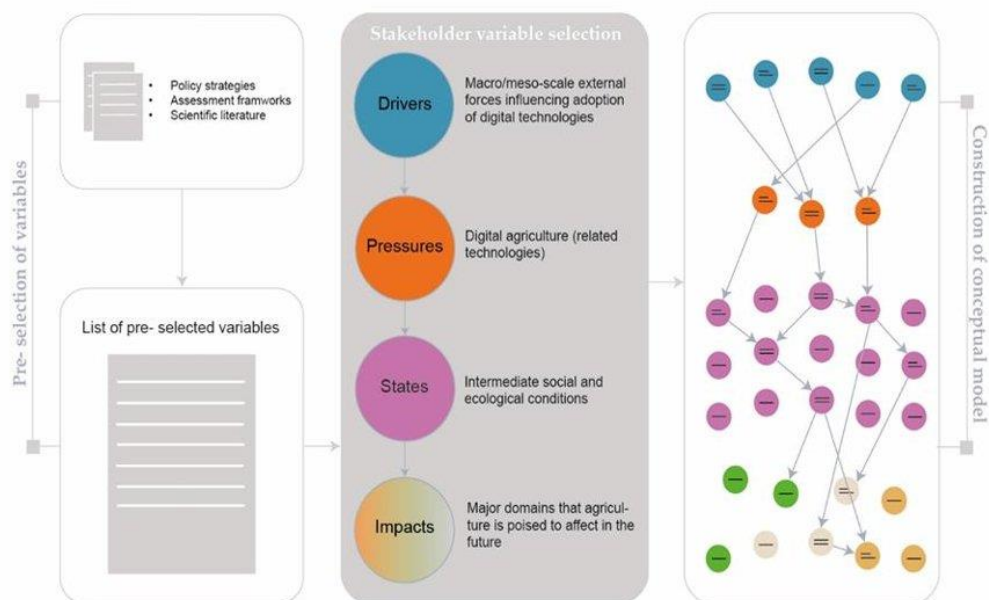 Pre- selection of variables
• Policy strategies
• Assessment framworks
• Scientific literature
List of pre- selected variables
Stakeholder variable selection
Drivers
Macro/meso-scale external
forces influencing adoption
of digital technologies
Pressures
Digital agriculture (related
technologies)
States
Intermediate social and
ecological conditions
Impacts
Major domains that agricul-
ture is poised to affect in the
future
Construction of conceptual model